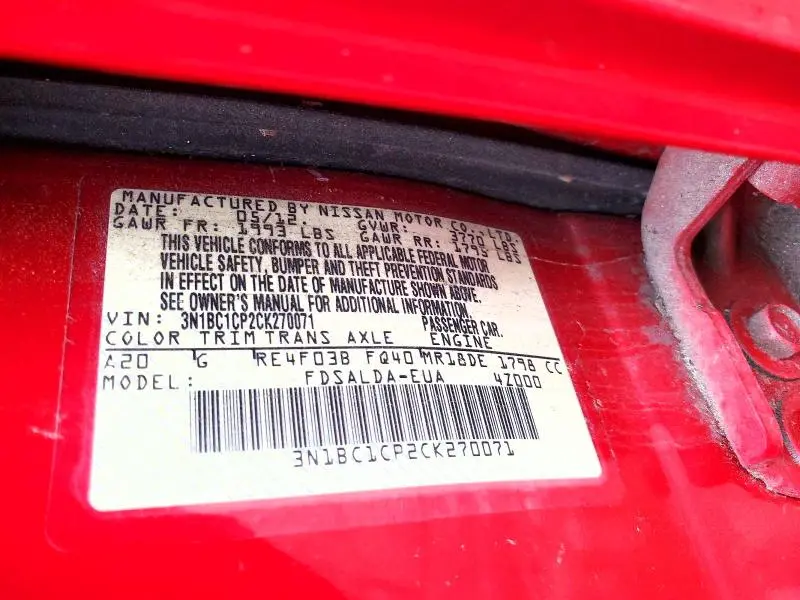 MANUFACTURED BY NISSAN MOTOR CO.,LTD.
DATE: 05/12 GVWR: 3770 LBS
GAWR FR: 1993 LBS GAWR RR: 1795 LBS
THIS VEHICLE CONFORMS TO ALL APPLICABLE FEDERAL MOTOR
VEHICLE SAFETY, BUMPER AND THEFT PREVENTION STANDARDS
IN EFFECT ON THE DATE OF MANUFACTURE SHOWN ABOVE.
SEE OWNER'S MANUAL FOR ADDITIONAL INFORMATION.
VIN: 3N1BC1CP2CK270071 PASSENGER CAR.
COLOR TRIM TRANS AXLE ENGINE
A20 G RE4F03B FQ40 MR18DE 1798 CC
MODEL: FDSALDA-EUA 4Z000
3N1BC1CP2CK270071